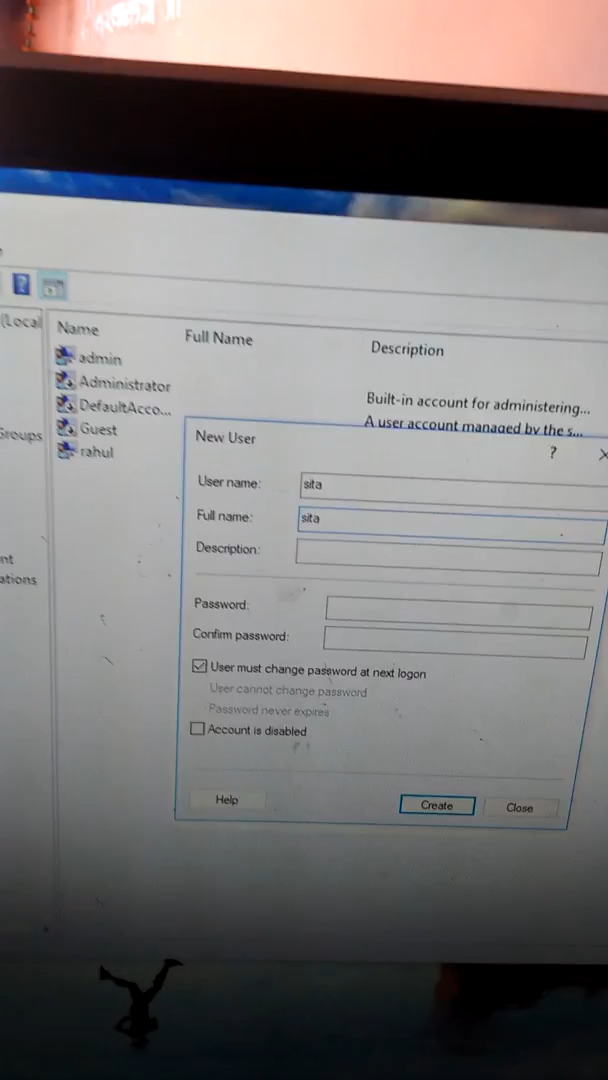 (Local
Name Full Name Description
admin
Administrator Built-in account for administering...
DefaultAcco... A user account managed by the s...
Guest
rahul
Groups
nt
ations
New User
?
User name: sita
Full name: sita
Description:
Password:
Confirm password:
User must change password at next logon
User cannot change password
Password never expires
Account is disabled
Help Create Close